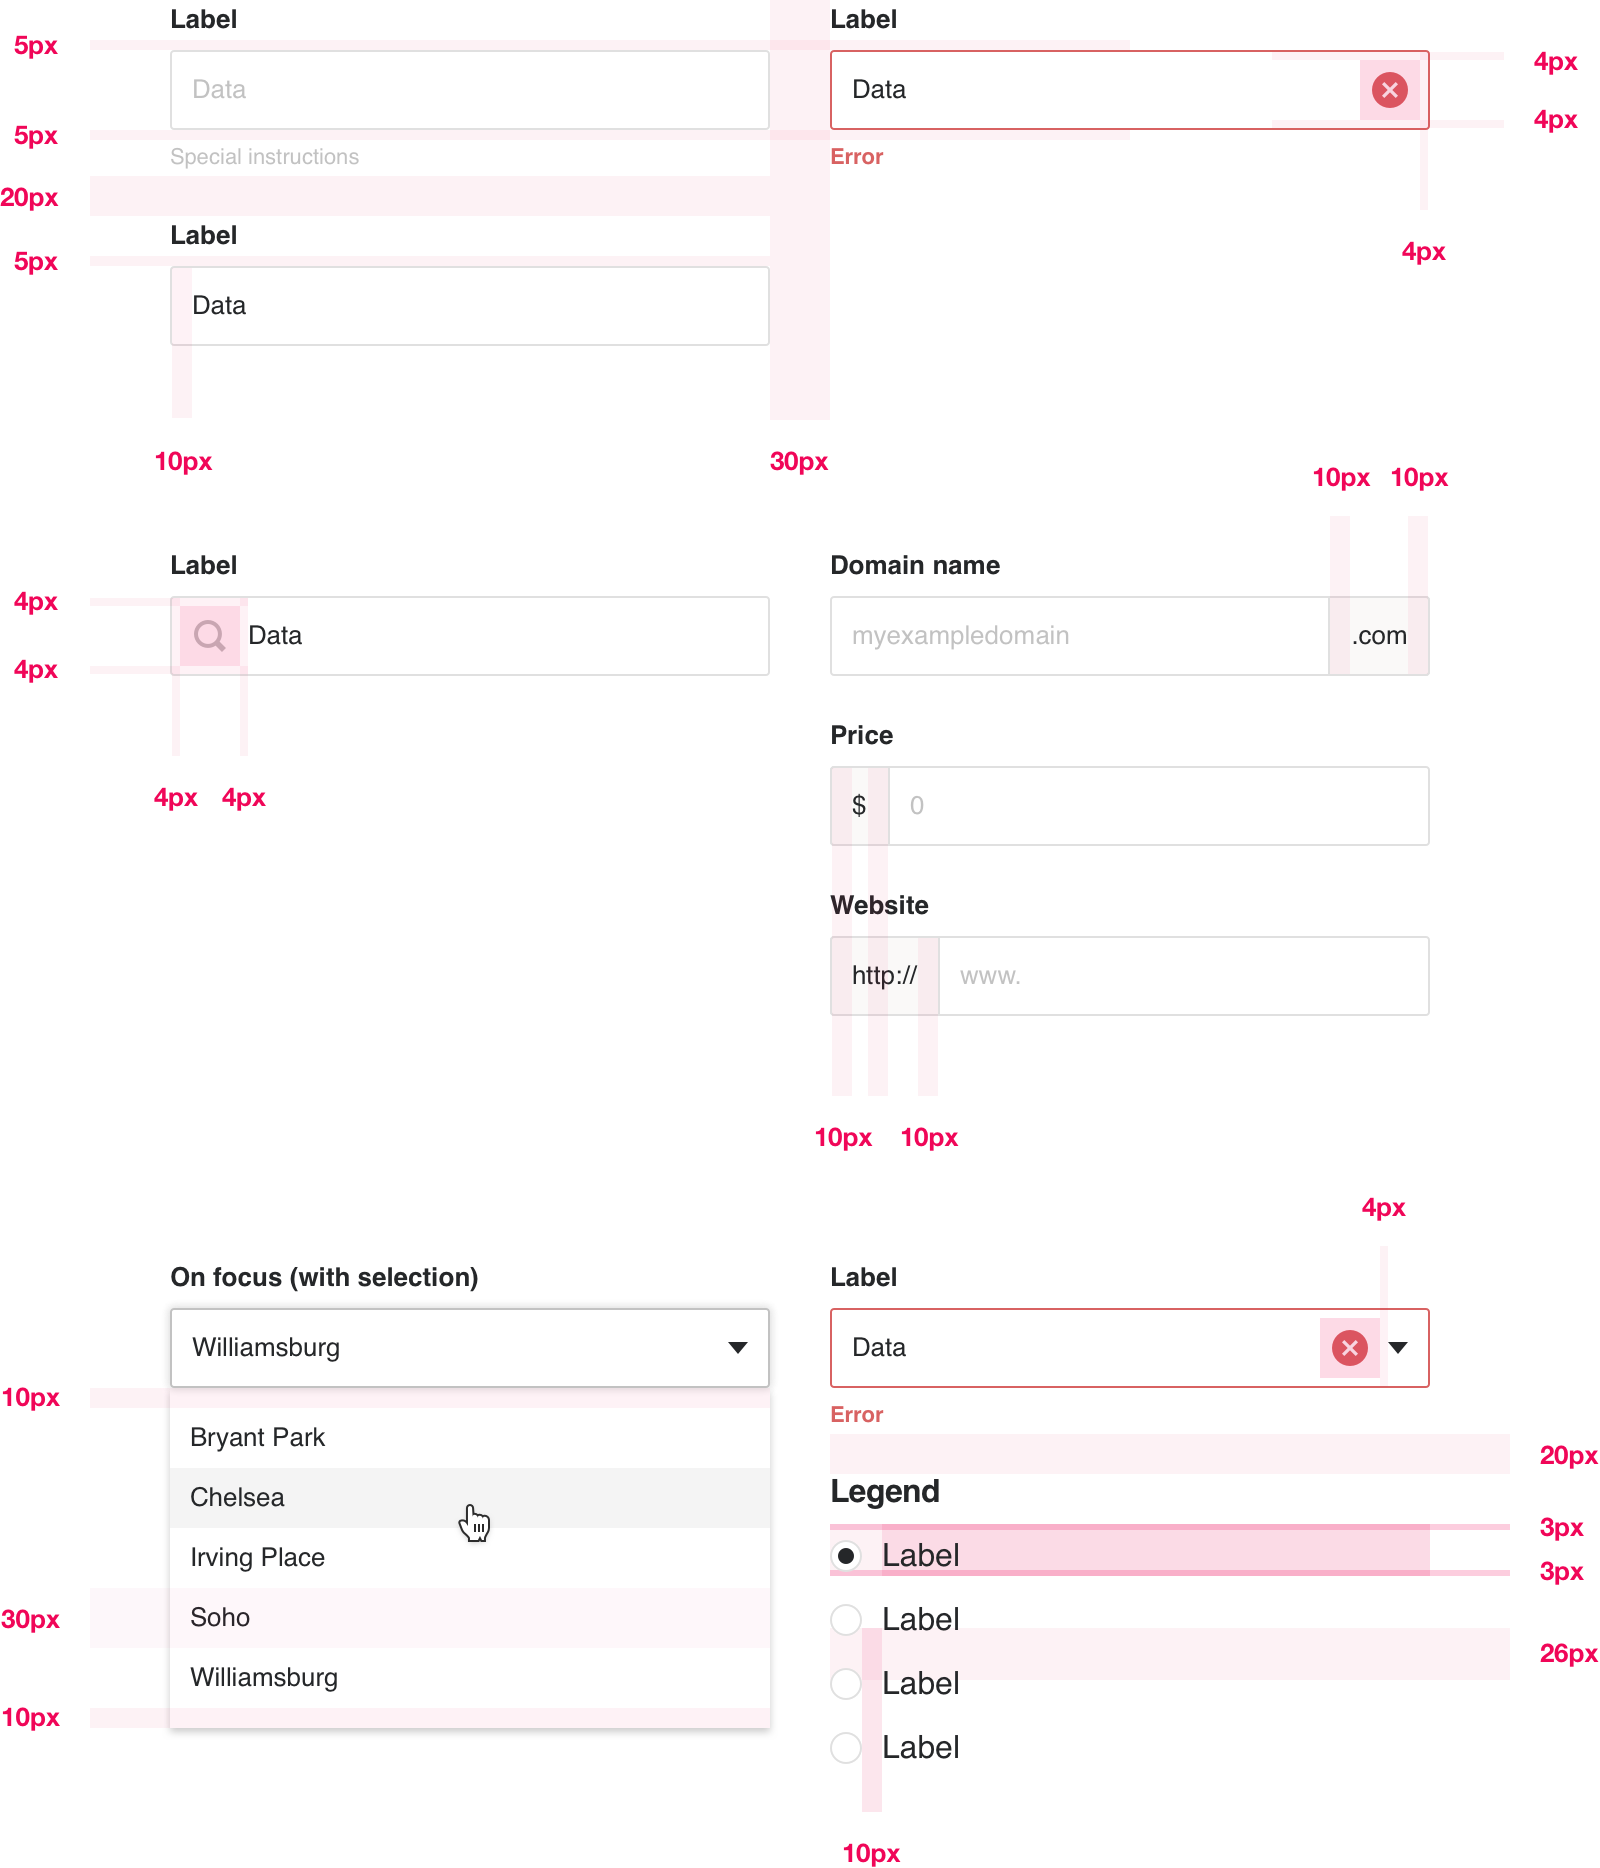 Label
Label
5px
Data
Data
4px
4px
5px
Special instructions
Error
20px
Label
4px
5px
Data
10px
30px
10px 10px
Label
Domain name
4px
Data
myexampledomain
.com
4px
Price
4px 4px
$
0
Website
http://
www.
10px 10px
4px
On focus (with selection)
Label
Williamsburg
Data
10px
Error
Bryant Park
20px
Chelsea
Legend
3px
Irving Place
Label
3px
30px
Soho
Label
26px
Williamsburg
Label
10px
Label
10px